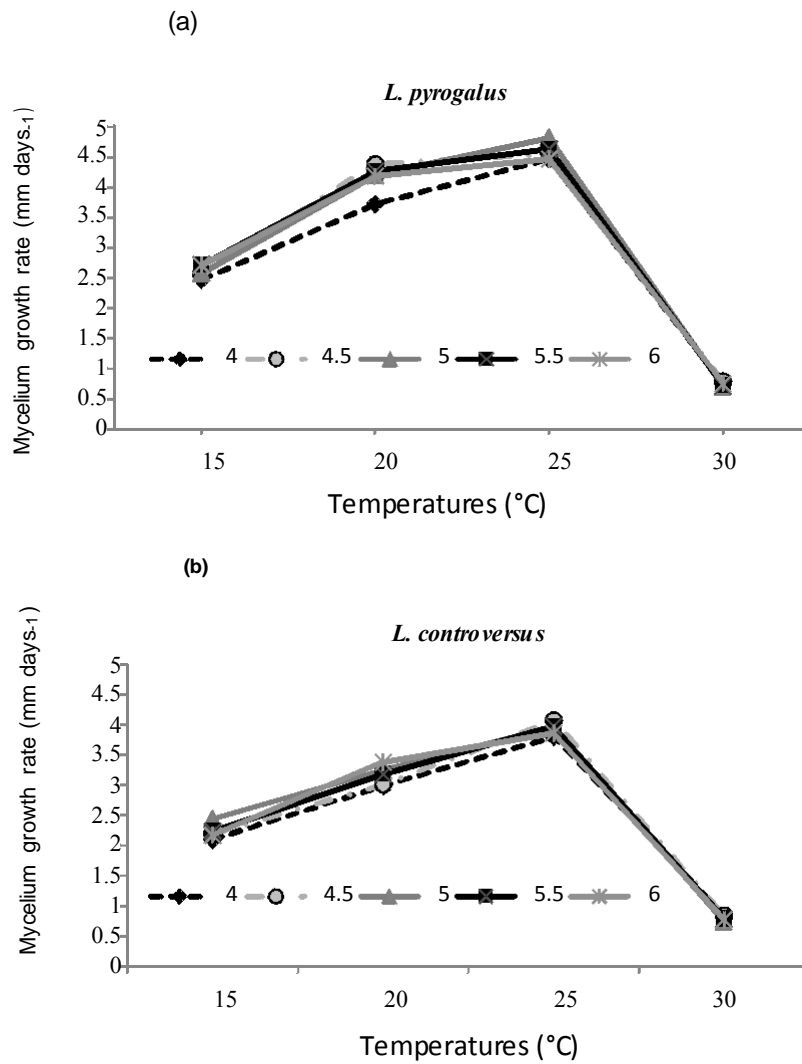 (a)
L. pyrogalus
Mycelium growth rate (mm days-1)
5
4.5
4
3.5
3
2.5
2
1.5
1
0.5
0
4 4.5 5 5.5 6
15 20 25 30
Temperatures (°C)
(b)
L. controversus
Mycelium growth rate (mm days-1)
5
4.5
4
3.5
3
2.5
2
1.5
1
0.5
0
4 4.5 5 5.5 6
15 20 25 30
Temperatures (°C)